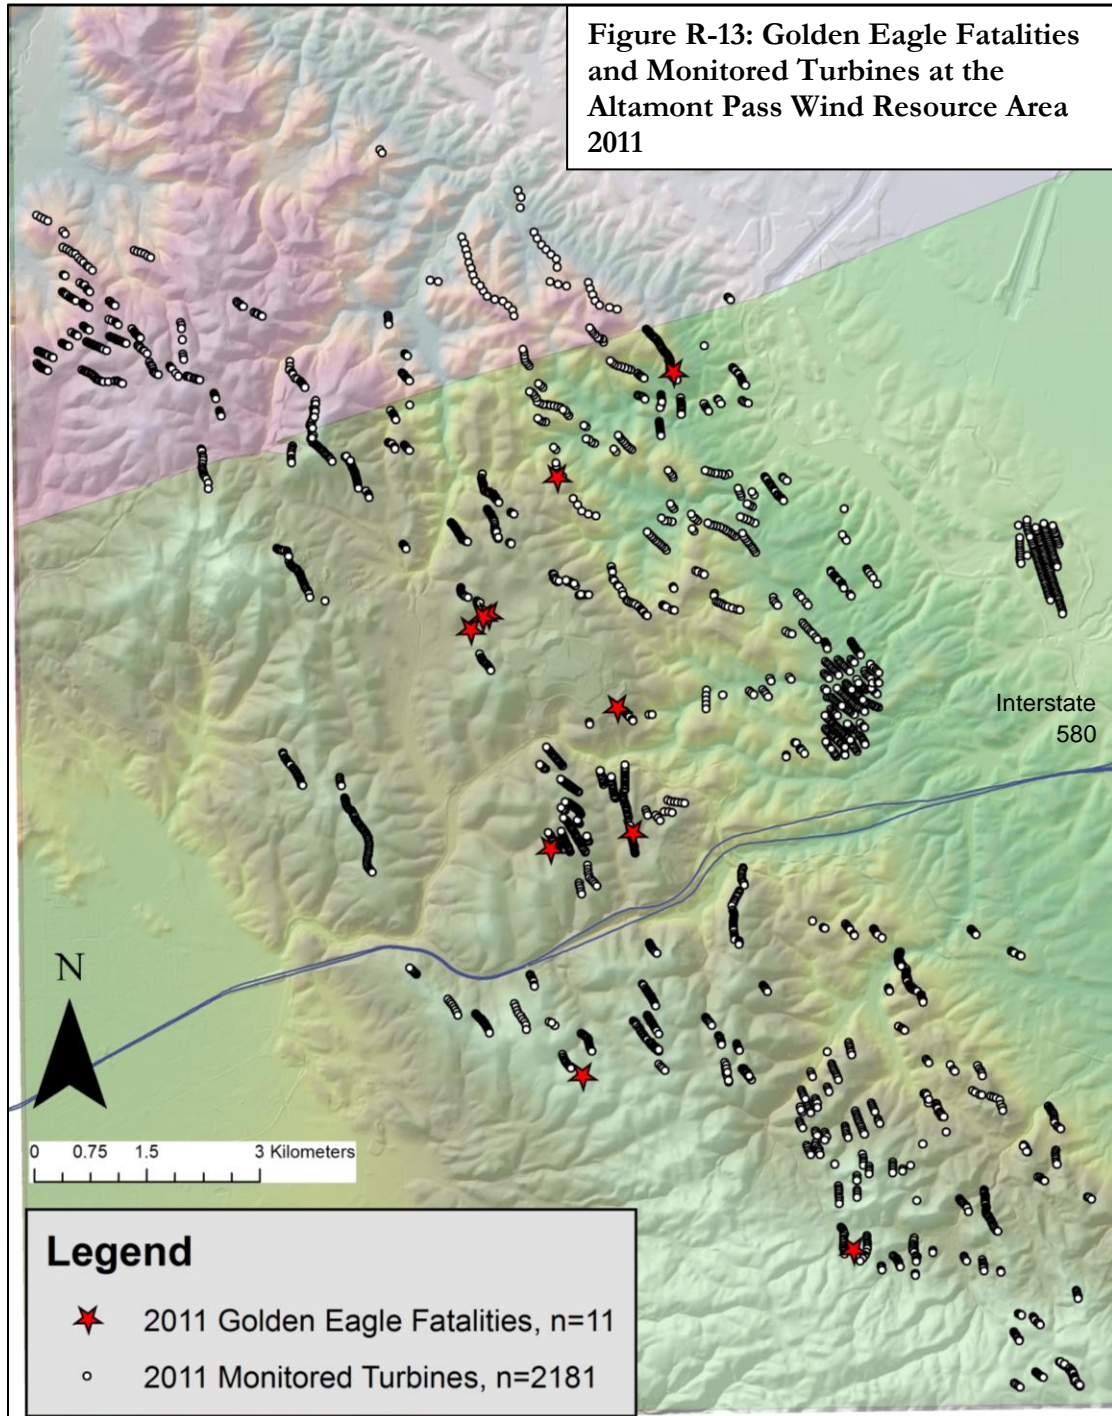 Figure R-13: Golden Eagle Fatalities
and Monitored Turbines at the
Altamont Pass Wind Resource Area
2011
Interstate
580
N
0 0.75 1.5 3 Kilometers
Legend
2011 Golden Eagle Fatalities, n=11
2011 Monitored Turbines, n=2181